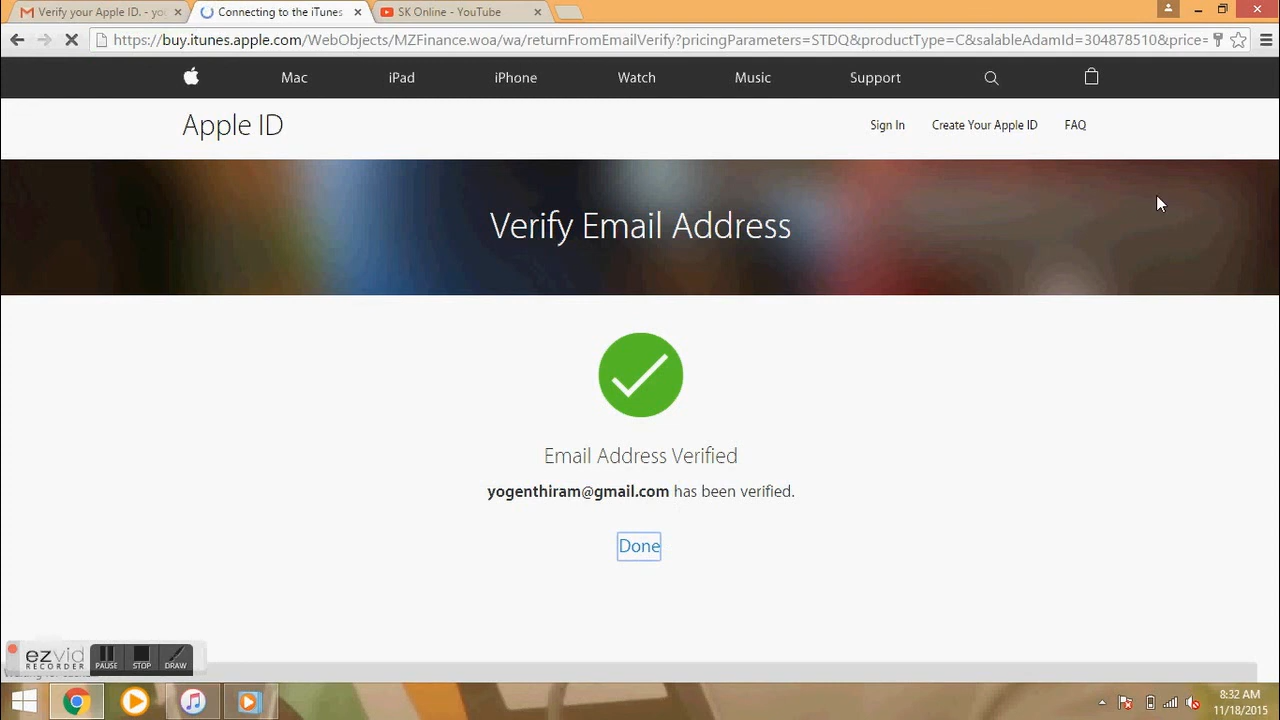 Verify your Apple ID. - yo
Connecting to the iTunes
SK Online - YouTube
https://buy.itunes.apple.com/WebObjects/MZFinance.woa/wa/returnFromEmailVerify?pricingParameters=STDQ&productType=C&salableAdamId=304878510&price=
Mac iPad iPhone Watch Music Support
Apple ID
Sign In Create Your Apple ID FAQ
Verify Email Address
Email Address Verified
yogenthiram@gmail.com has been verified.
Done
ezvid
RECORDER
PAUSE STOP DRAW
8:32 AM
11/18/2015